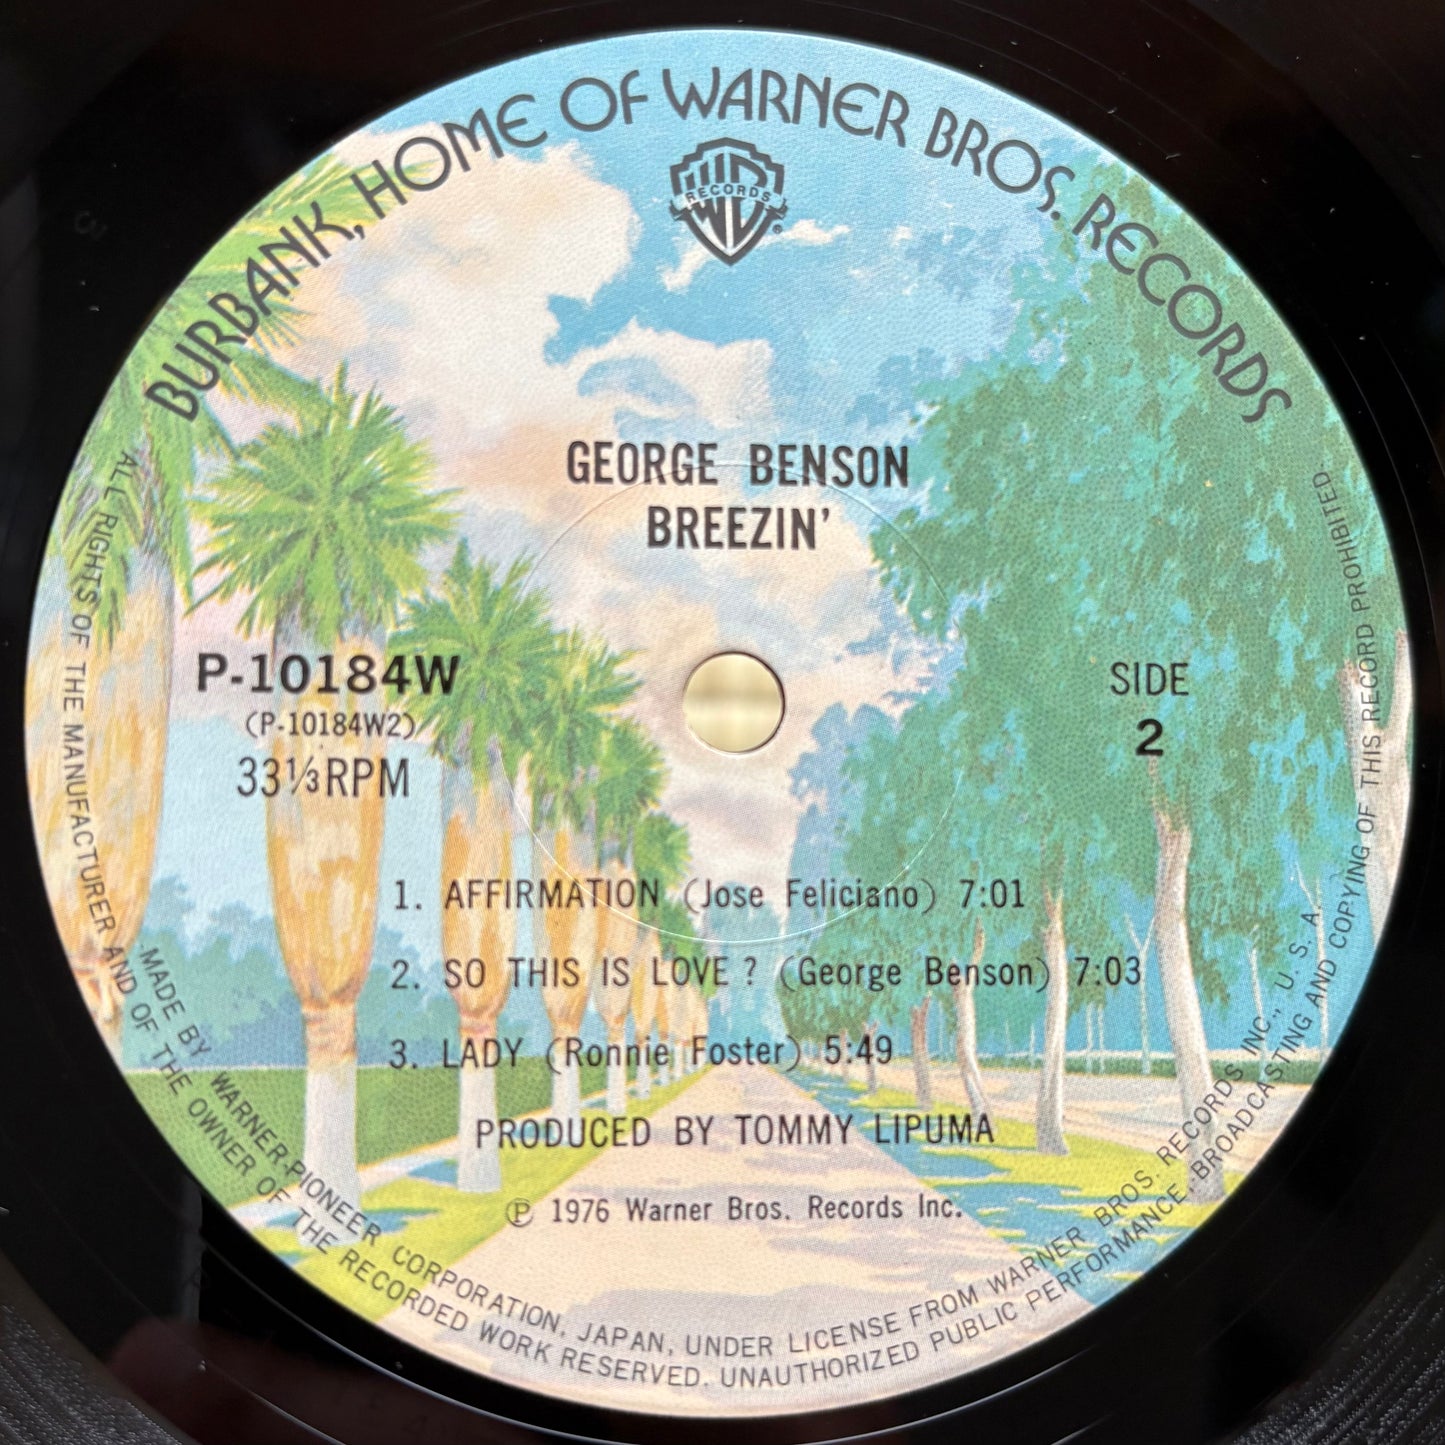 BURBANK, HOME OF WARNER BROS. RECORDS
W
RECORDS
®
GEORGE BENSON
BREEZIN'
P-10184W
(P-10184W2)
33⅓RPM
SIDE
2
1. AFFIRMATION (Jose Feliciano) 7:01
2. SO THIS IS LOVE? (George Benson) 7:03
3. LADY (Ronnie Foster) 5:49
PRODUCED BY TOMMY LIPUMA
℗ 1976 Warner Bros. Records Inc.
MADE BY WARNER-PIONEER CORPORATION, JAPAN, UNDER LICENSE FROM WARNER BROS. RECORDS INC., U. S. A.
ALL RIGHTS OF THE MANUFACTURER AND OF THE OWNER OF THE RECORDED WORK RESERVED. UNAUTHORIZED PUBLIC PERFORMANCE, BROADCASTING AND COPYING OF THIS RECORD PROHIBITED